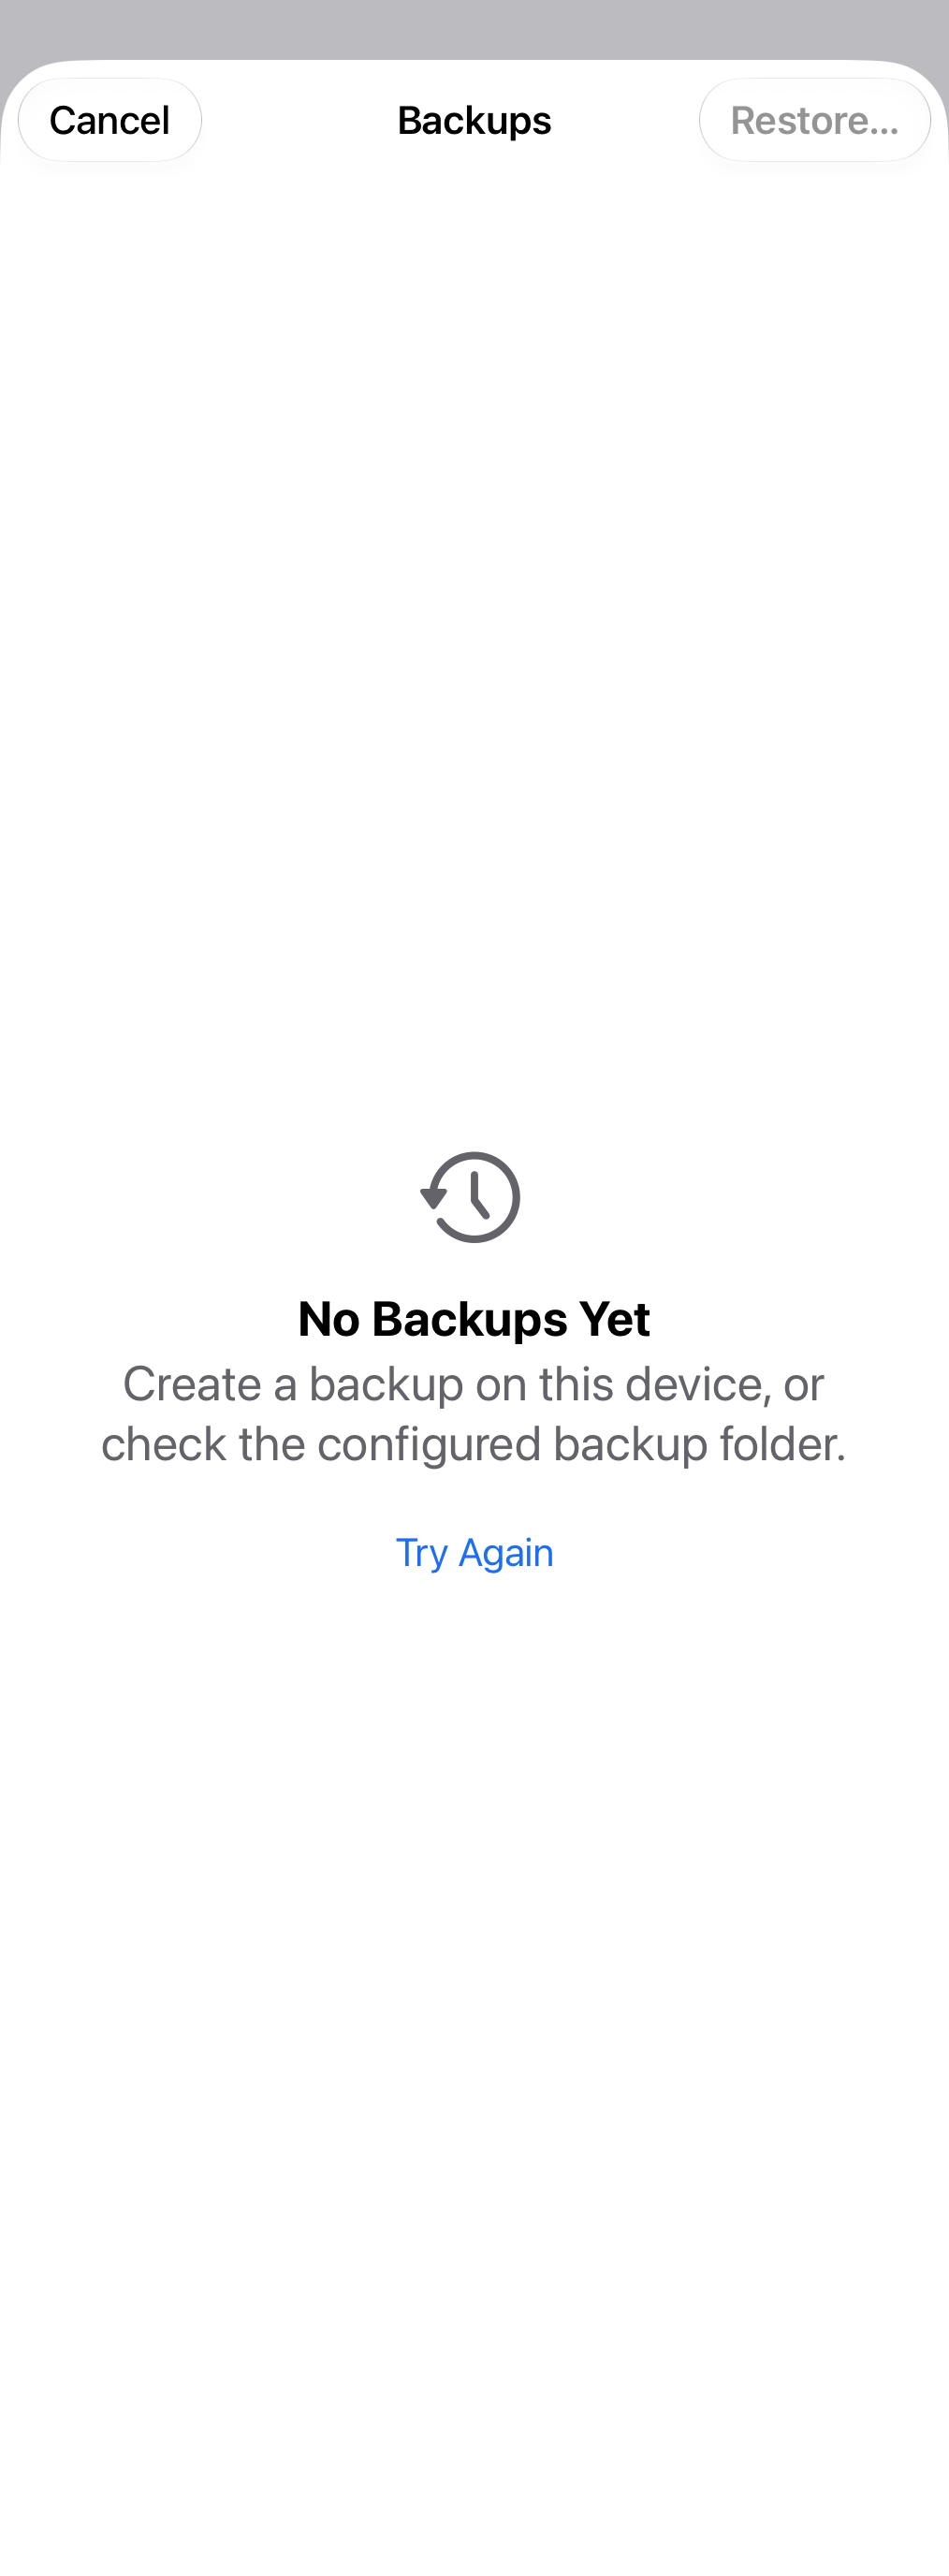 Cancel
Backups
Restore...
No Backups Yet
Create a backup on this device, or
check the configured backup folder.
Try Again